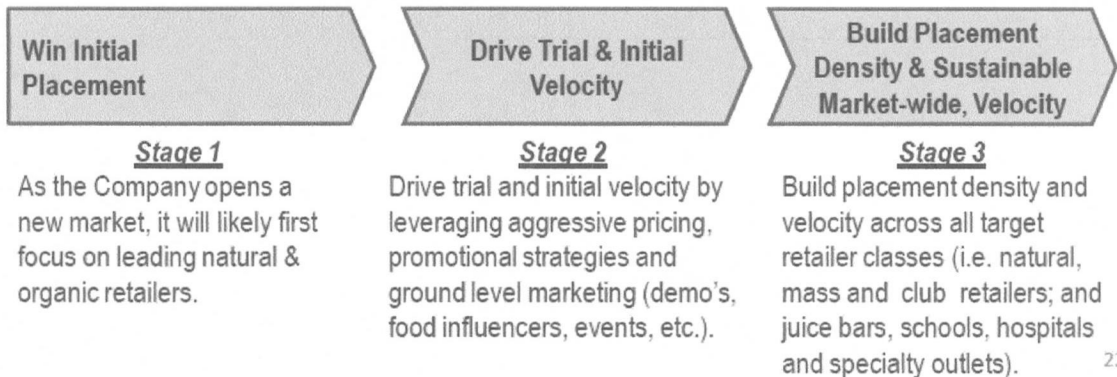 Win Initial
Placement
Drive Trial & Initial
Velocity
Build Placement
Density & Sustainable
Market-wide, Velocity
Stage 1
As the Company opens a
new market, it will likely first
focus on leading natural &
organic retailers.
Stage 2
Drive trial and initial velocity by
leveraging aggressive pricing,
promotional strategies and
ground level marketing (demo's,
food influencers, events, etc.).
Stage 3
Build placement density and
velocity across all target
retailer classes (i.e. natural,
mass and club retailers; and
juice bars, schools, hospitals
and specialty outlets).